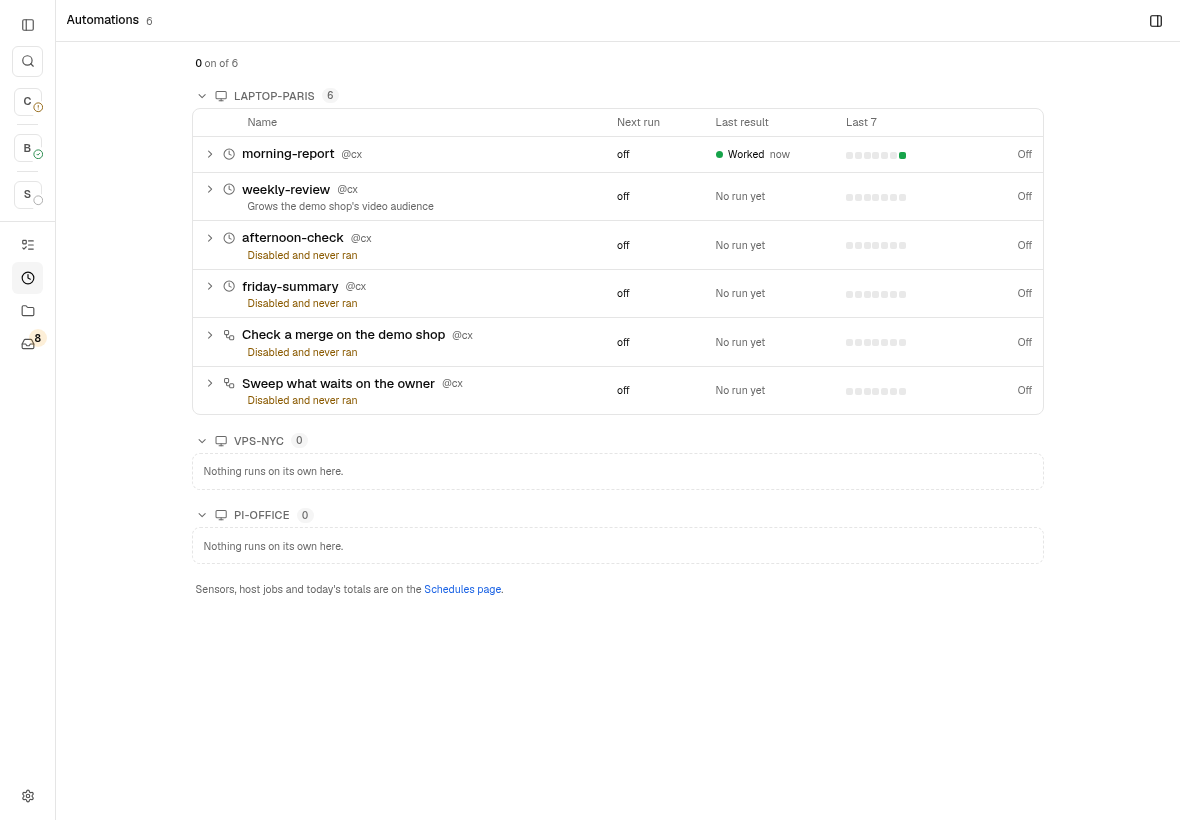 Automations 6
C
B
S
8
0 on of 6
LAPTOP-PARIS 6
Name Next run Last result Last 7
morning-report @cx off Worked now Off
weekly-review @cx off No run yet Off
Grows the demo shop's video audience
afternoon-check @cx off No run yet Off
Disabled and never ran
friday-summary @cx off No run yet Off
Disabled and never ran
Check a merge on the demo shop @cx off No run yet Off
Disabled and never ran
Sweep what waits on the owner @cx off No run yet Off
Disabled and never ran
VPS-NYC 0
Nothing runs on its own here.
PI-OFFICE 0
Nothing runs on its own here.
Sensors, host jobs and today's totals are on the Schedules page.